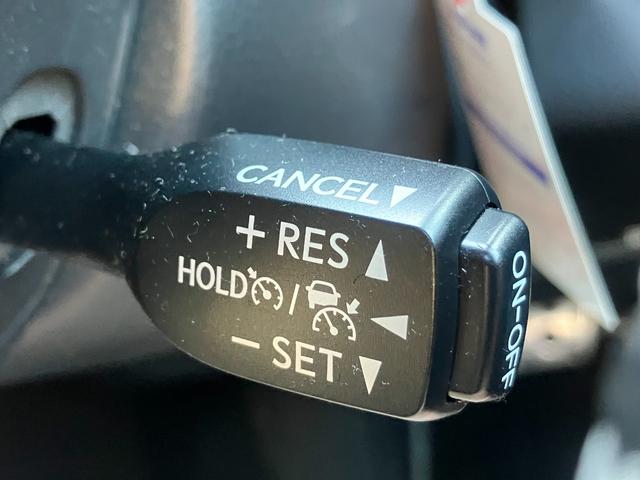 CANCEL▼
+ RES ▲
HOLD / ◀
− SET ▼
ON-OFF